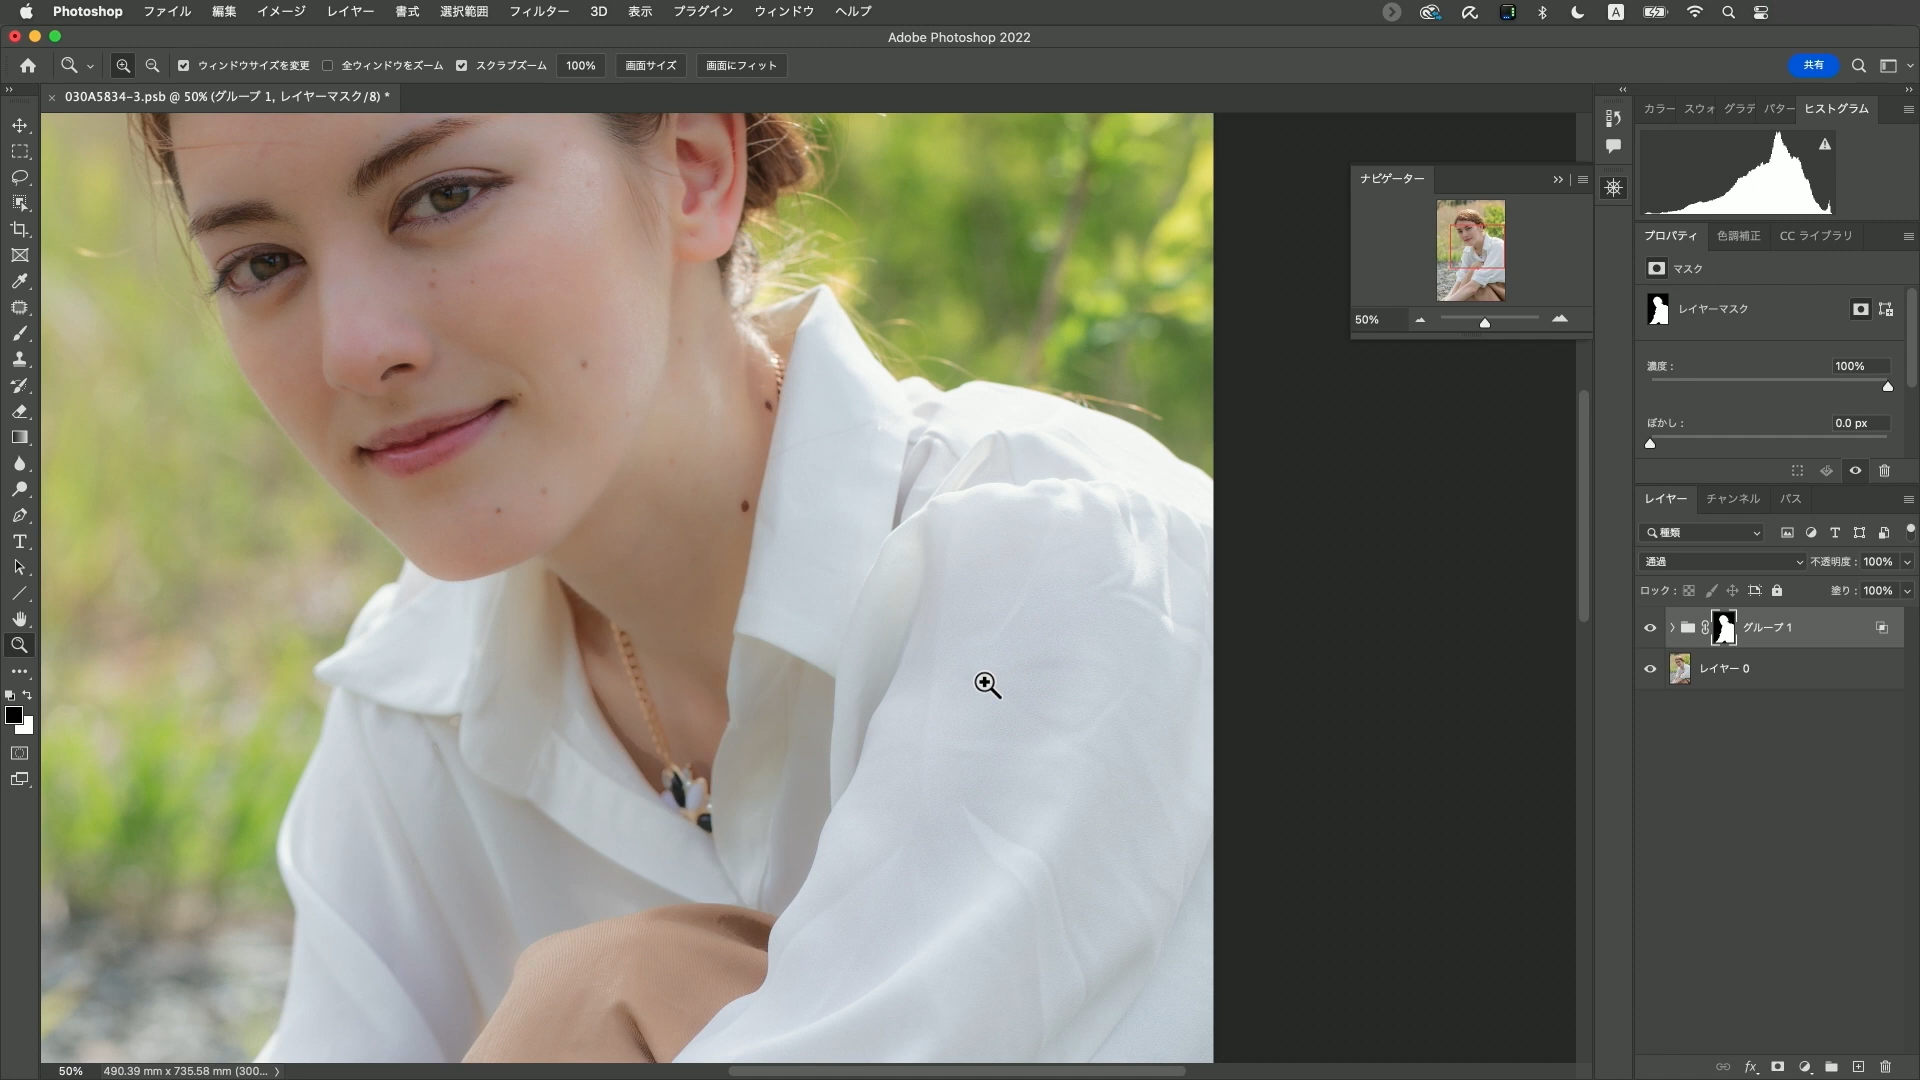 Photoshop ファイル 編集 イメージ レイヤー 書式 選択範囲 フィルター 3D 表示 プラグイン ウィンドウ ヘルプ A
Adobe Photoshop 2022
ウィンドウサイズを変更 全ウィンドウをズーム スクラブズーム 100% 画面サイズ 画面にフィット 共有
030A5834-3.psb @ 50% (グループ 1, レイヤーマスク/8) *
カラー スウォ グラデ パター ヒストグラム
ナビゲーター
50%
プロパティ 色調補正 CC ライブラリ
マスク
レイヤーマスク
濃度 : 100%
ぼかし : 0.0 px
レイヤー チャンネル パス
種類
通過 不透明度 : 100%
ロック : 塗り : 100%
グループ 1
レイヤー 0
50% 490.39 mm x 735.58 mm (300...
fx